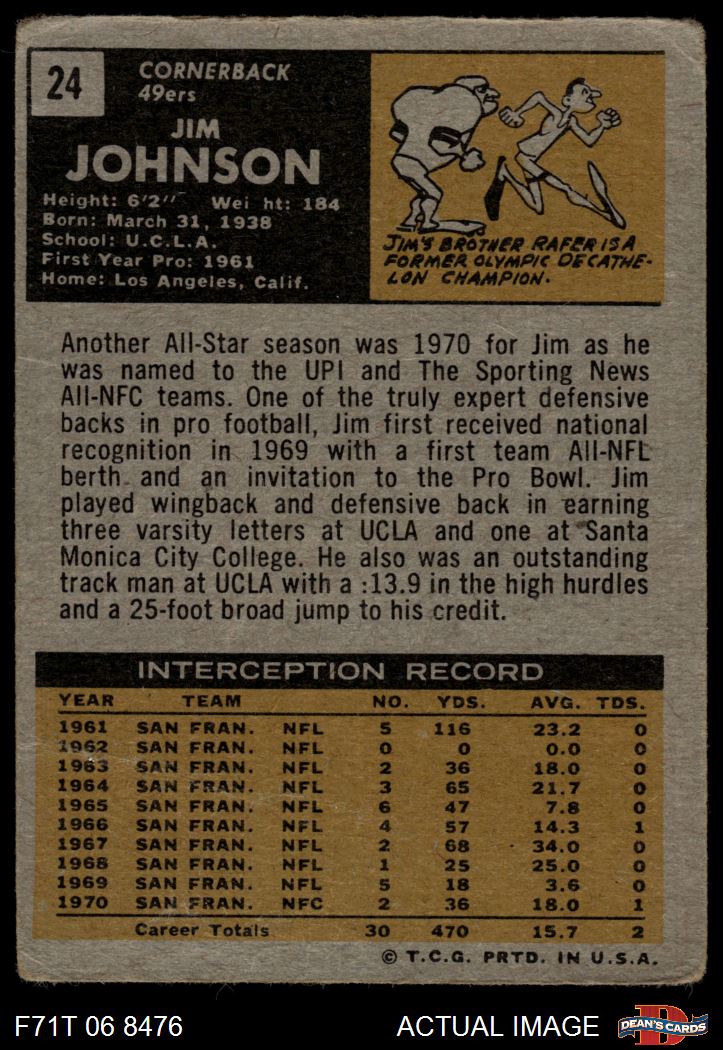 24
CORNERBACK
49ers
JIM
JOHNSON
Height: 6'2" Wei ht: 184
Born: March 31, 1938
School: U.C.L.A.
First Year Pro: 1961
Home: Los Angeles, Calif.
JIM'S BROTHER RAFER IS A
FORMER OLYMPIC DECATHE-
LON CHAMPION.
Another All-Star season was 1970 for Jim as he
was named to the UPI and The Sporting News
All-NFC teams. One of the truly expert defensive
backs in pro football, Jim first received national
recognition in 1969 with a first team All-NFL
berth and an invitation to the Pro Bowl. Jim
played wingback and defensive back in earning
three varsity letters at UCLA and one at Santa
Monica City College. He also was an outstanding
track man at UCLA with a :13.9 in the high hurdles
and a 25-foot broad jump to his credit.
INTERCEPTION RECORD
YEAR TEAM NO. YDS. AVG. TDS.
1961 SAN FRAN. NFL 5 116 23.2 0
1962 SAN FRAN. NFL 0 0 0.0 0
1963 SAN FRAN. NFL 2 36 18.0 0
1964 SAN FRAN. NFL 3 65 21.7 0
1965 SAN FRAN. NFL 6 47 7.8 0
1966 SAN FRAN. NFL 4 57 14.3 1
1967 SAN FRAN. NFL 2 68 34.0 0
1968 SAN FRAN. NFL 1 25 25.0 0
1969 SAN FRAN. NFL 5 18 3.6 0
1970 SAN FRAN. NFC 2 36 18.0 1
Career Totals 30 470 15.7 2
© T.C.G. PRTD. IN U.S.A.
F71T 06 8476 ACTUAL IMAGE D DEAN'S CARDS